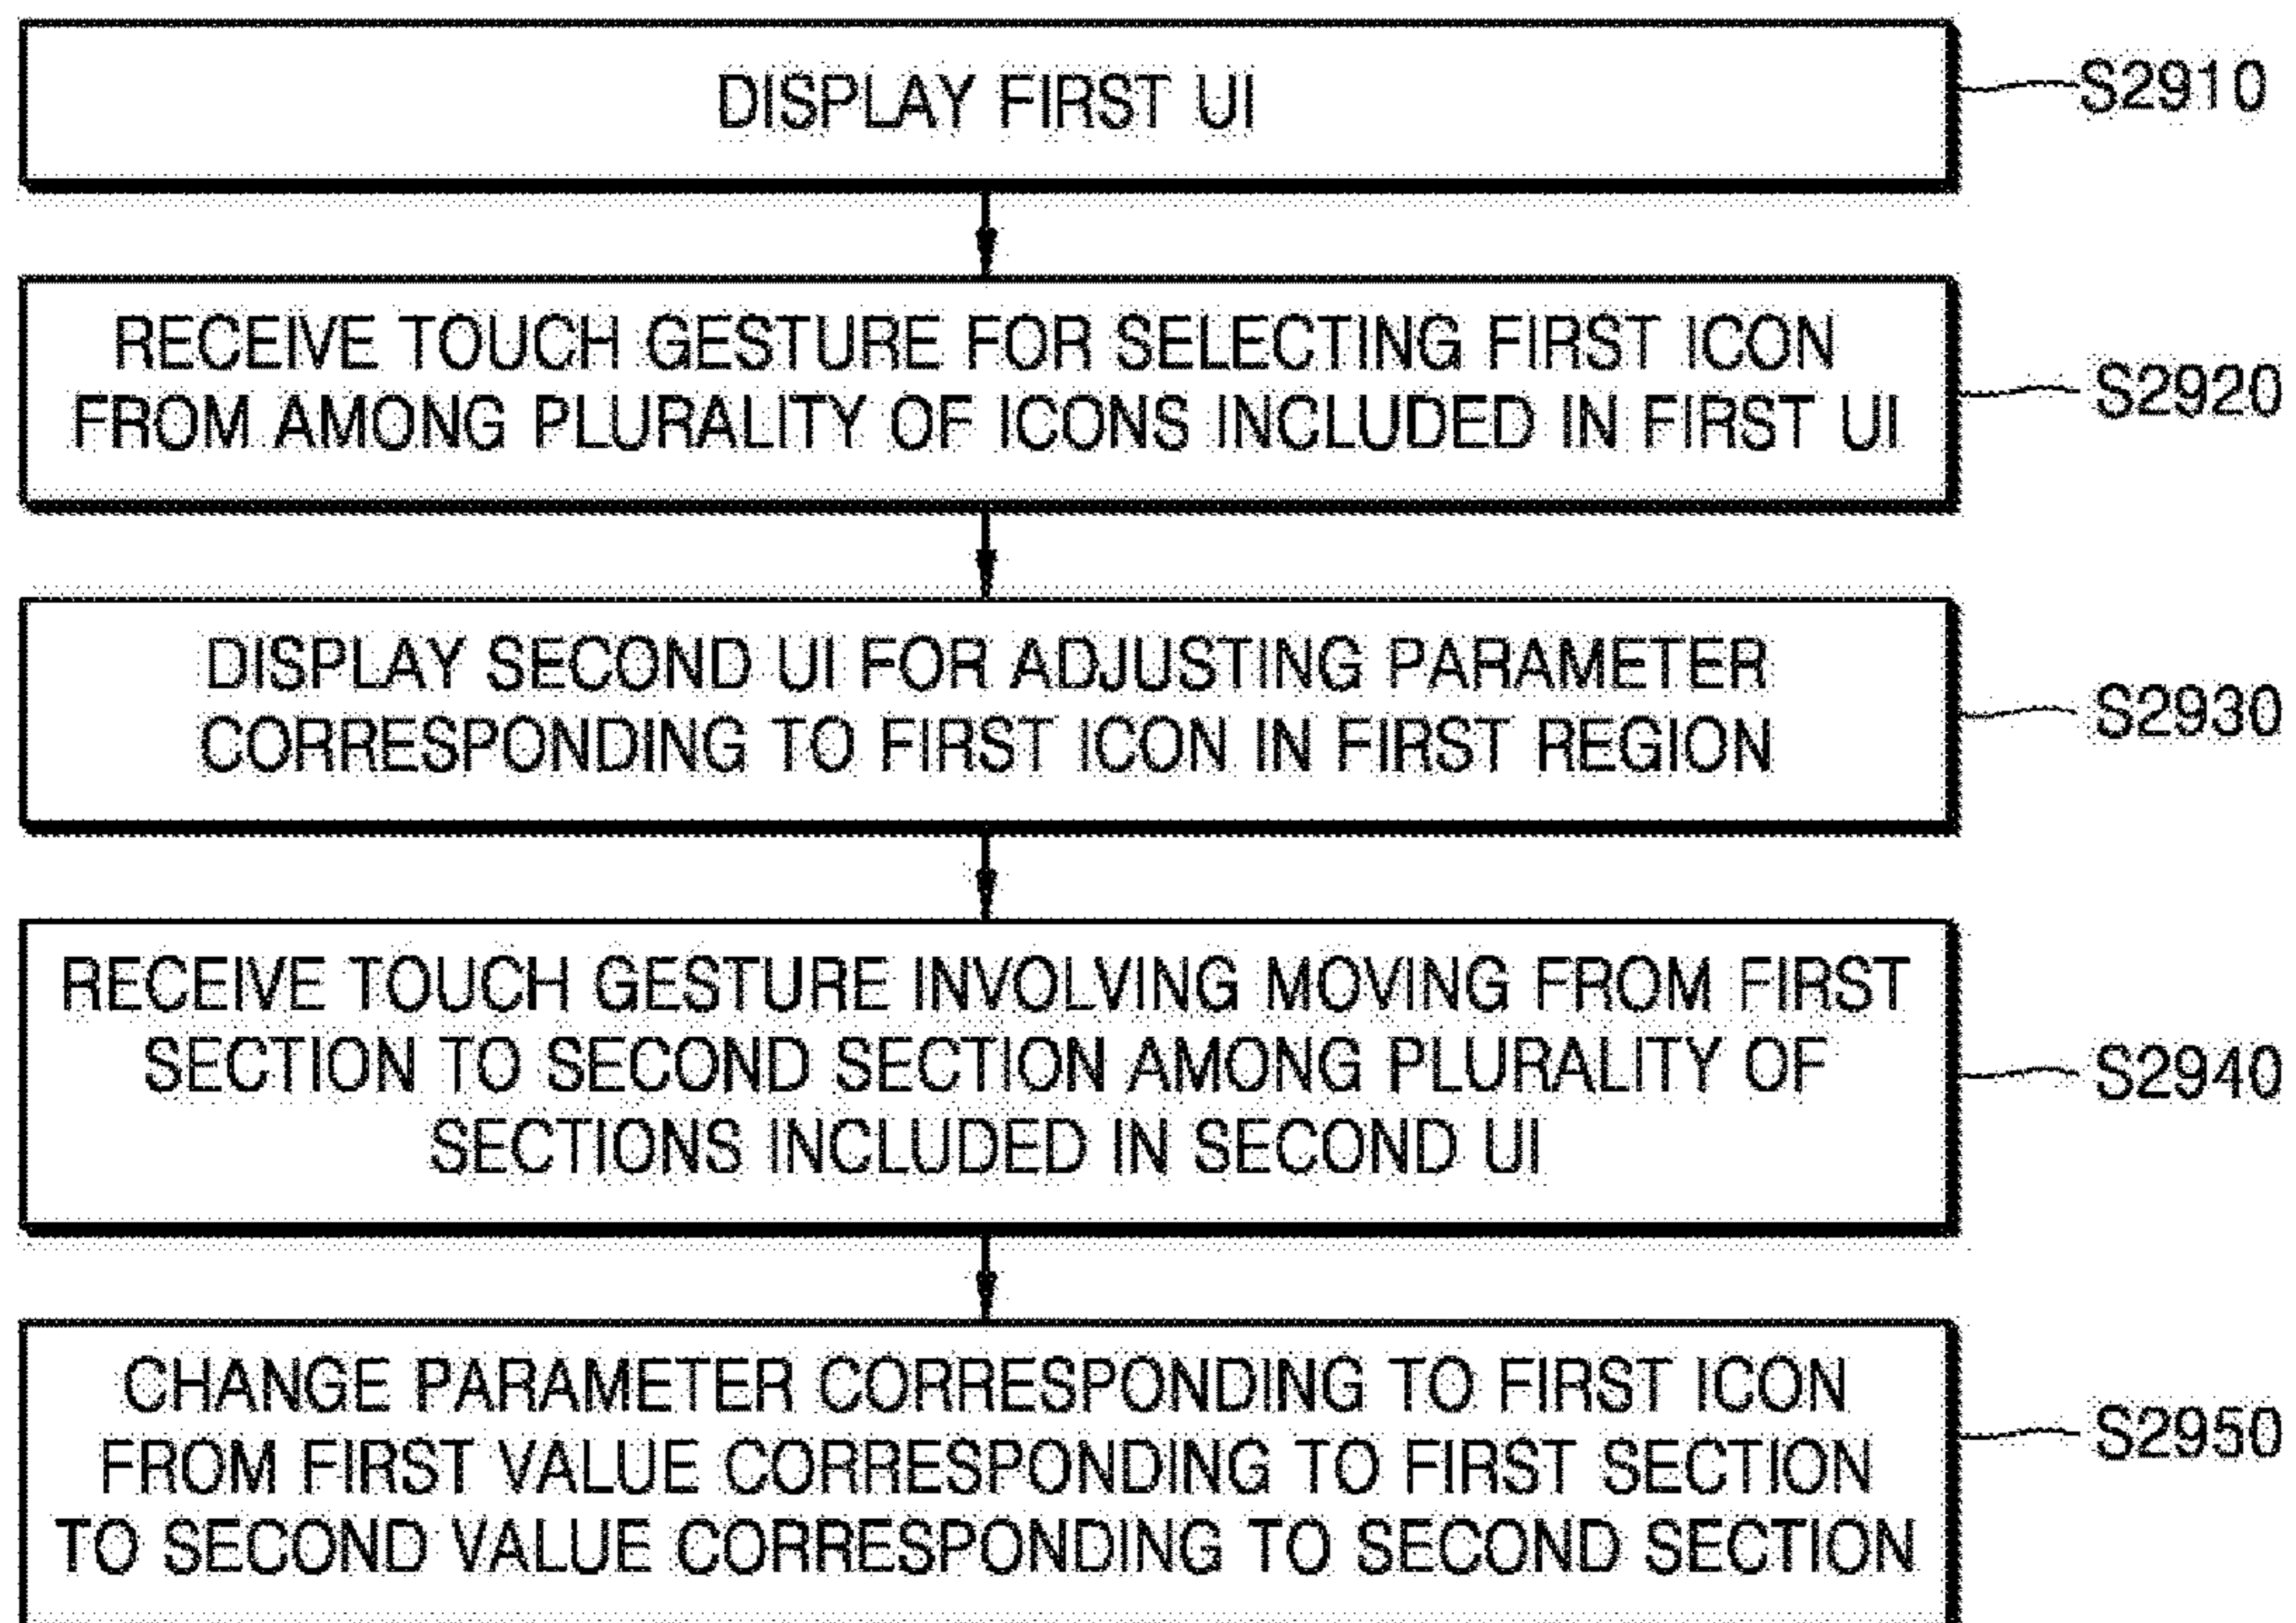 DISPLAY FIRST UI
S2910
RECEIVE TOUCH GESTURE FOR SELECTING FIRST ICON
FROM AMONG PLURALITY OF ICONS INCLUDED IN FIRST UI
S2920
DISPLAY SECOND UI FOR ADJUSTING PARAMETER
CORRESPONDING TO FIRST ICON IN FIRST REGION
S2930
RECEIVE TOUCH GESTURE INVOLVING MOVING FROM FIRST
SECTION TO SECOND SECTION AMONG PLURALITY OF
SECTIONS INCLUDED IN SECOND UI
S2940
CHANGE PARAMETER CORRESPONDING TO FIRST ICON
FROM FIRST VALUE CORRESPONDING TO FIRST SECTION
TO SECOND VALUE CORRESPONDING TO SECOND SECTION
S2950